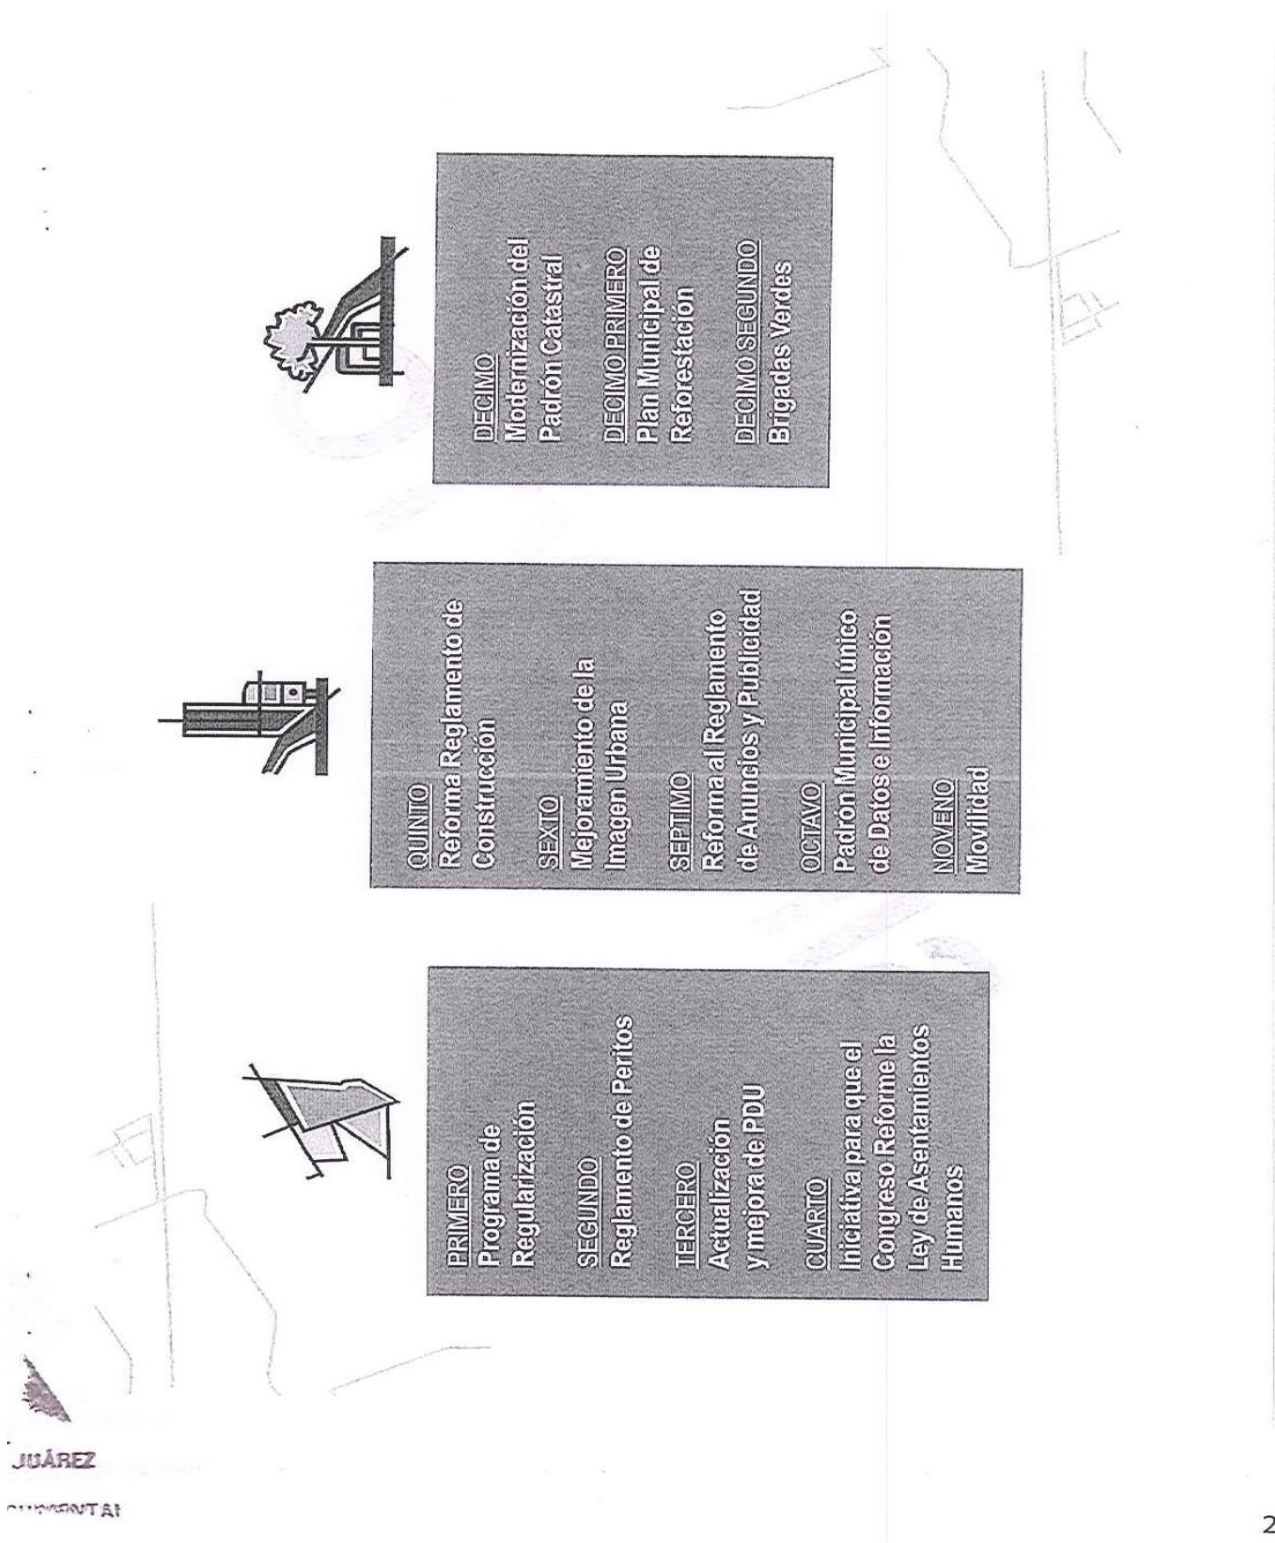 PRIMERO
Programa de
Regularización
SEGUNDO
Reglamento de Peritos
TERCERO
Actualización
y mejora de PDU
CUARTO
Iniciativa para que el
Congreso Reforme la
Ley de Asentamientos
Humanos
QUINTO
Reforma Reglamento de
Construcción
SEXTO
Mejoramiento de la
Imagen Urbana
SEPTIMO
Reforma al Reglamento
de Anuncios y Publicidad
OCTAVO
Padrón Municipal único
de Datos e Información
NOVENO
Movilidad
DECIMO
Modernización del
Padrón Catastral
DECIMO PRIMERO
Plan Municipal de
Reforestación
DECIMO SEGUNDO
Brigadas Verdes
JUÁREZ
2